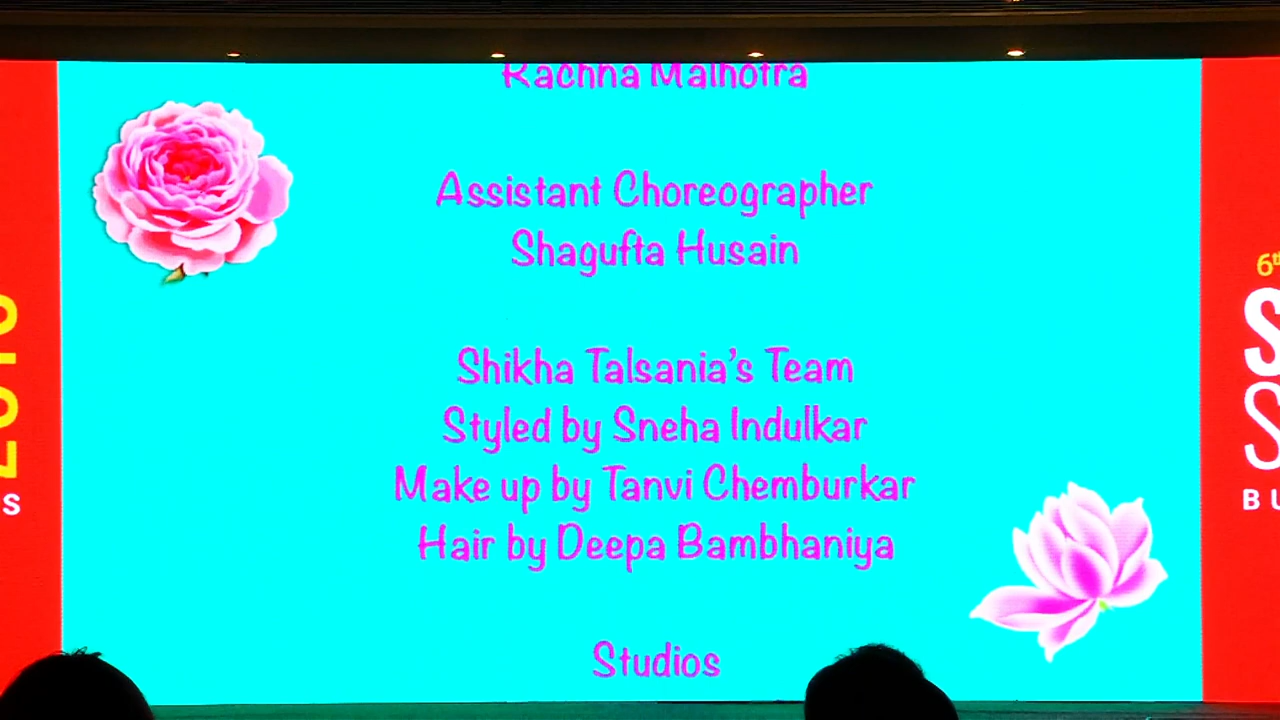 Rachna Malhotra
Assistant Choreographer
Shagufta Husain
Shikha Talsania's Team
Styled by Sneha Indulkar
Make up by Tanvi Chemburkar
Hair by Deepa Bambhaniya
Studios
6th